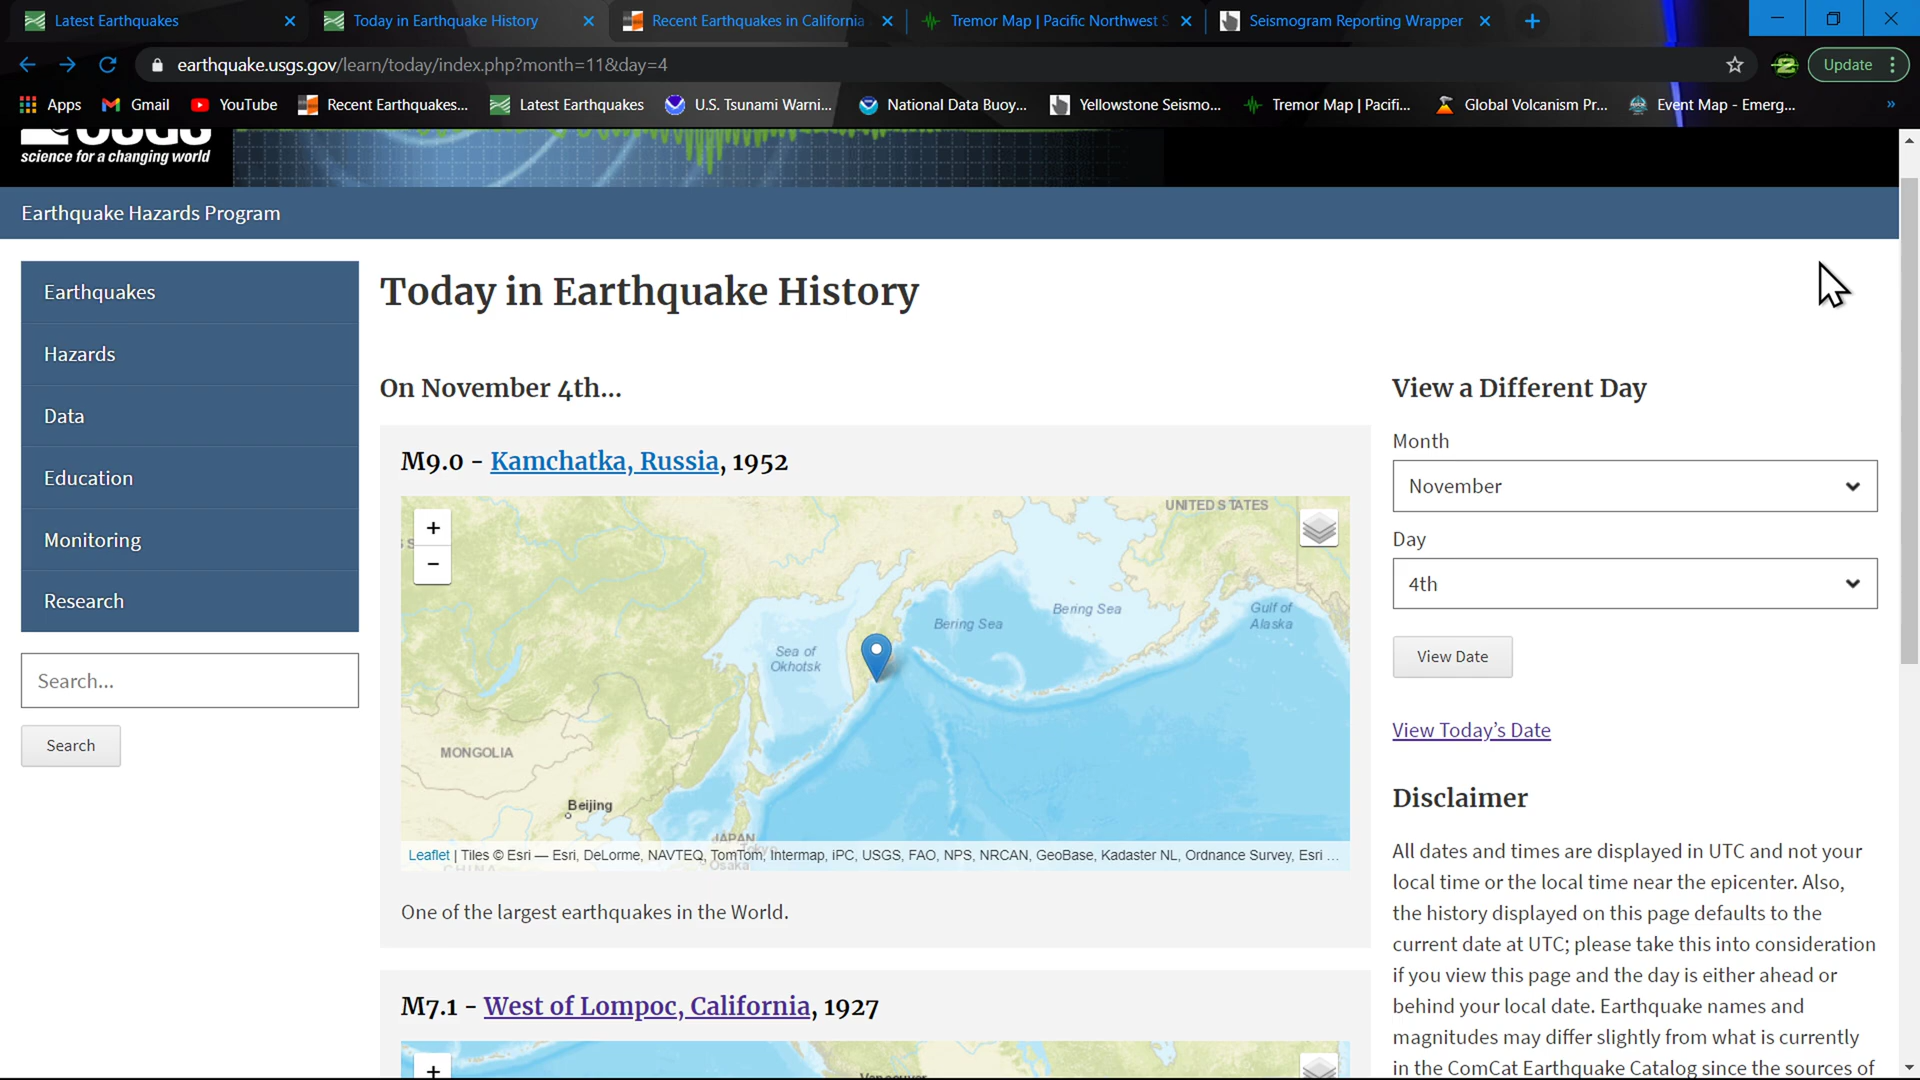 Latest Earthquakes
Today in Earthquake History
Recent Earthquakes in California
Tremor Map | Pacific Northwest S
Seismogram Reporting Wrapper
earthquake.usgs.gov/learn/today/index.php?month=11&day=4
Update
Apps
Gmail
YouTube
Recent Earthquakes...
Latest Earthquakes
U.S. Tsunami Warni...
National Data Buoy...
Yellowstone Seismo...
Tremor Map | Pacifi...
Global Volcanism Pr...
Event Map - Emerg...
»
science for a changing world
Earthquake Hazards Program
Earthquakes
Hazards
Data
Education
Monitoring
Research
Search...
Search
Today in Earthquake History
On November 4th...
M9.0 - Kamchatka, Russia, 1952
+
−
UNITED STATES
Bering Sea
Bering Sea
Gulf of
Alaska
Sea of
Okhotsk
MONGOLIA
Beijing
JAPAN
Tokyo
Osaka
CHINA
Leaflet | Tiles © Esri — Esri, DeLorme, NAVTEQ, TomTom, Intermap, iPC, USGS, FAO, NPS, NRCAN, GeoBase, Kadaster NL, Ordnance Survey, Esri ...
One of the largest earthquakes in the World.
M7.1 - West of Lompoc, California, 1927
+
Vancouver
View a Different Day
Month
November
Day
4th
View Date
View Today's Date
Disclaimer
All dates and times are displayed in UTC and not your
local time or the local time near the epicenter. Also,
the history displayed on this page defaults to the
current date at UTC; please take this into consideration
if you view this page and the day is either ahead or
behind your local date. Earthquake names and
magnitudes may differ slightly from what is currently
in the ComCat Earthquake Catalog since the sources of